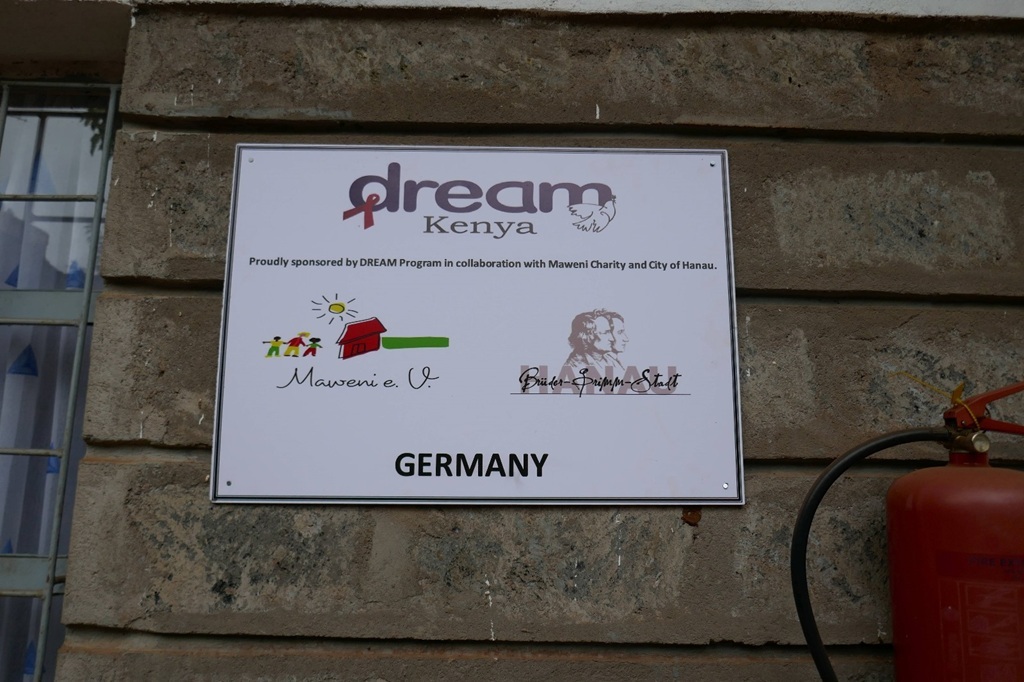 dream
Kenya
Proudly sponsored by DREAM Program in collaboration with Maweni Charity and City of Hanau.
Maweni e. V.
HANAU
Brüder-Grimm-Stadt
GERMANY